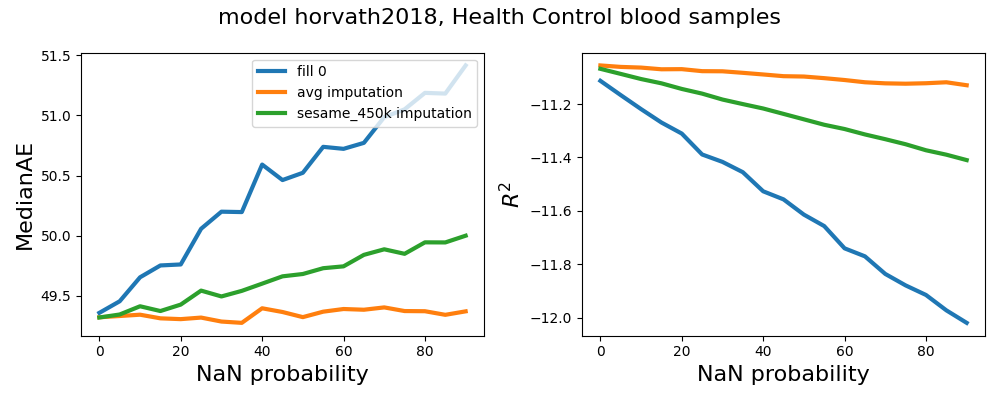 model horvath2018, Health Control blood samples
MedianAE
51.5
51.0
50.5
50.0
49.5
fill 0
avg imputation
sesame_450k imputation
0 20 40 60 80
NaN probability
R²
−11.2
−11.4
−11.6
−11.8
−12.0
0 20 40 60 80
NaN probability